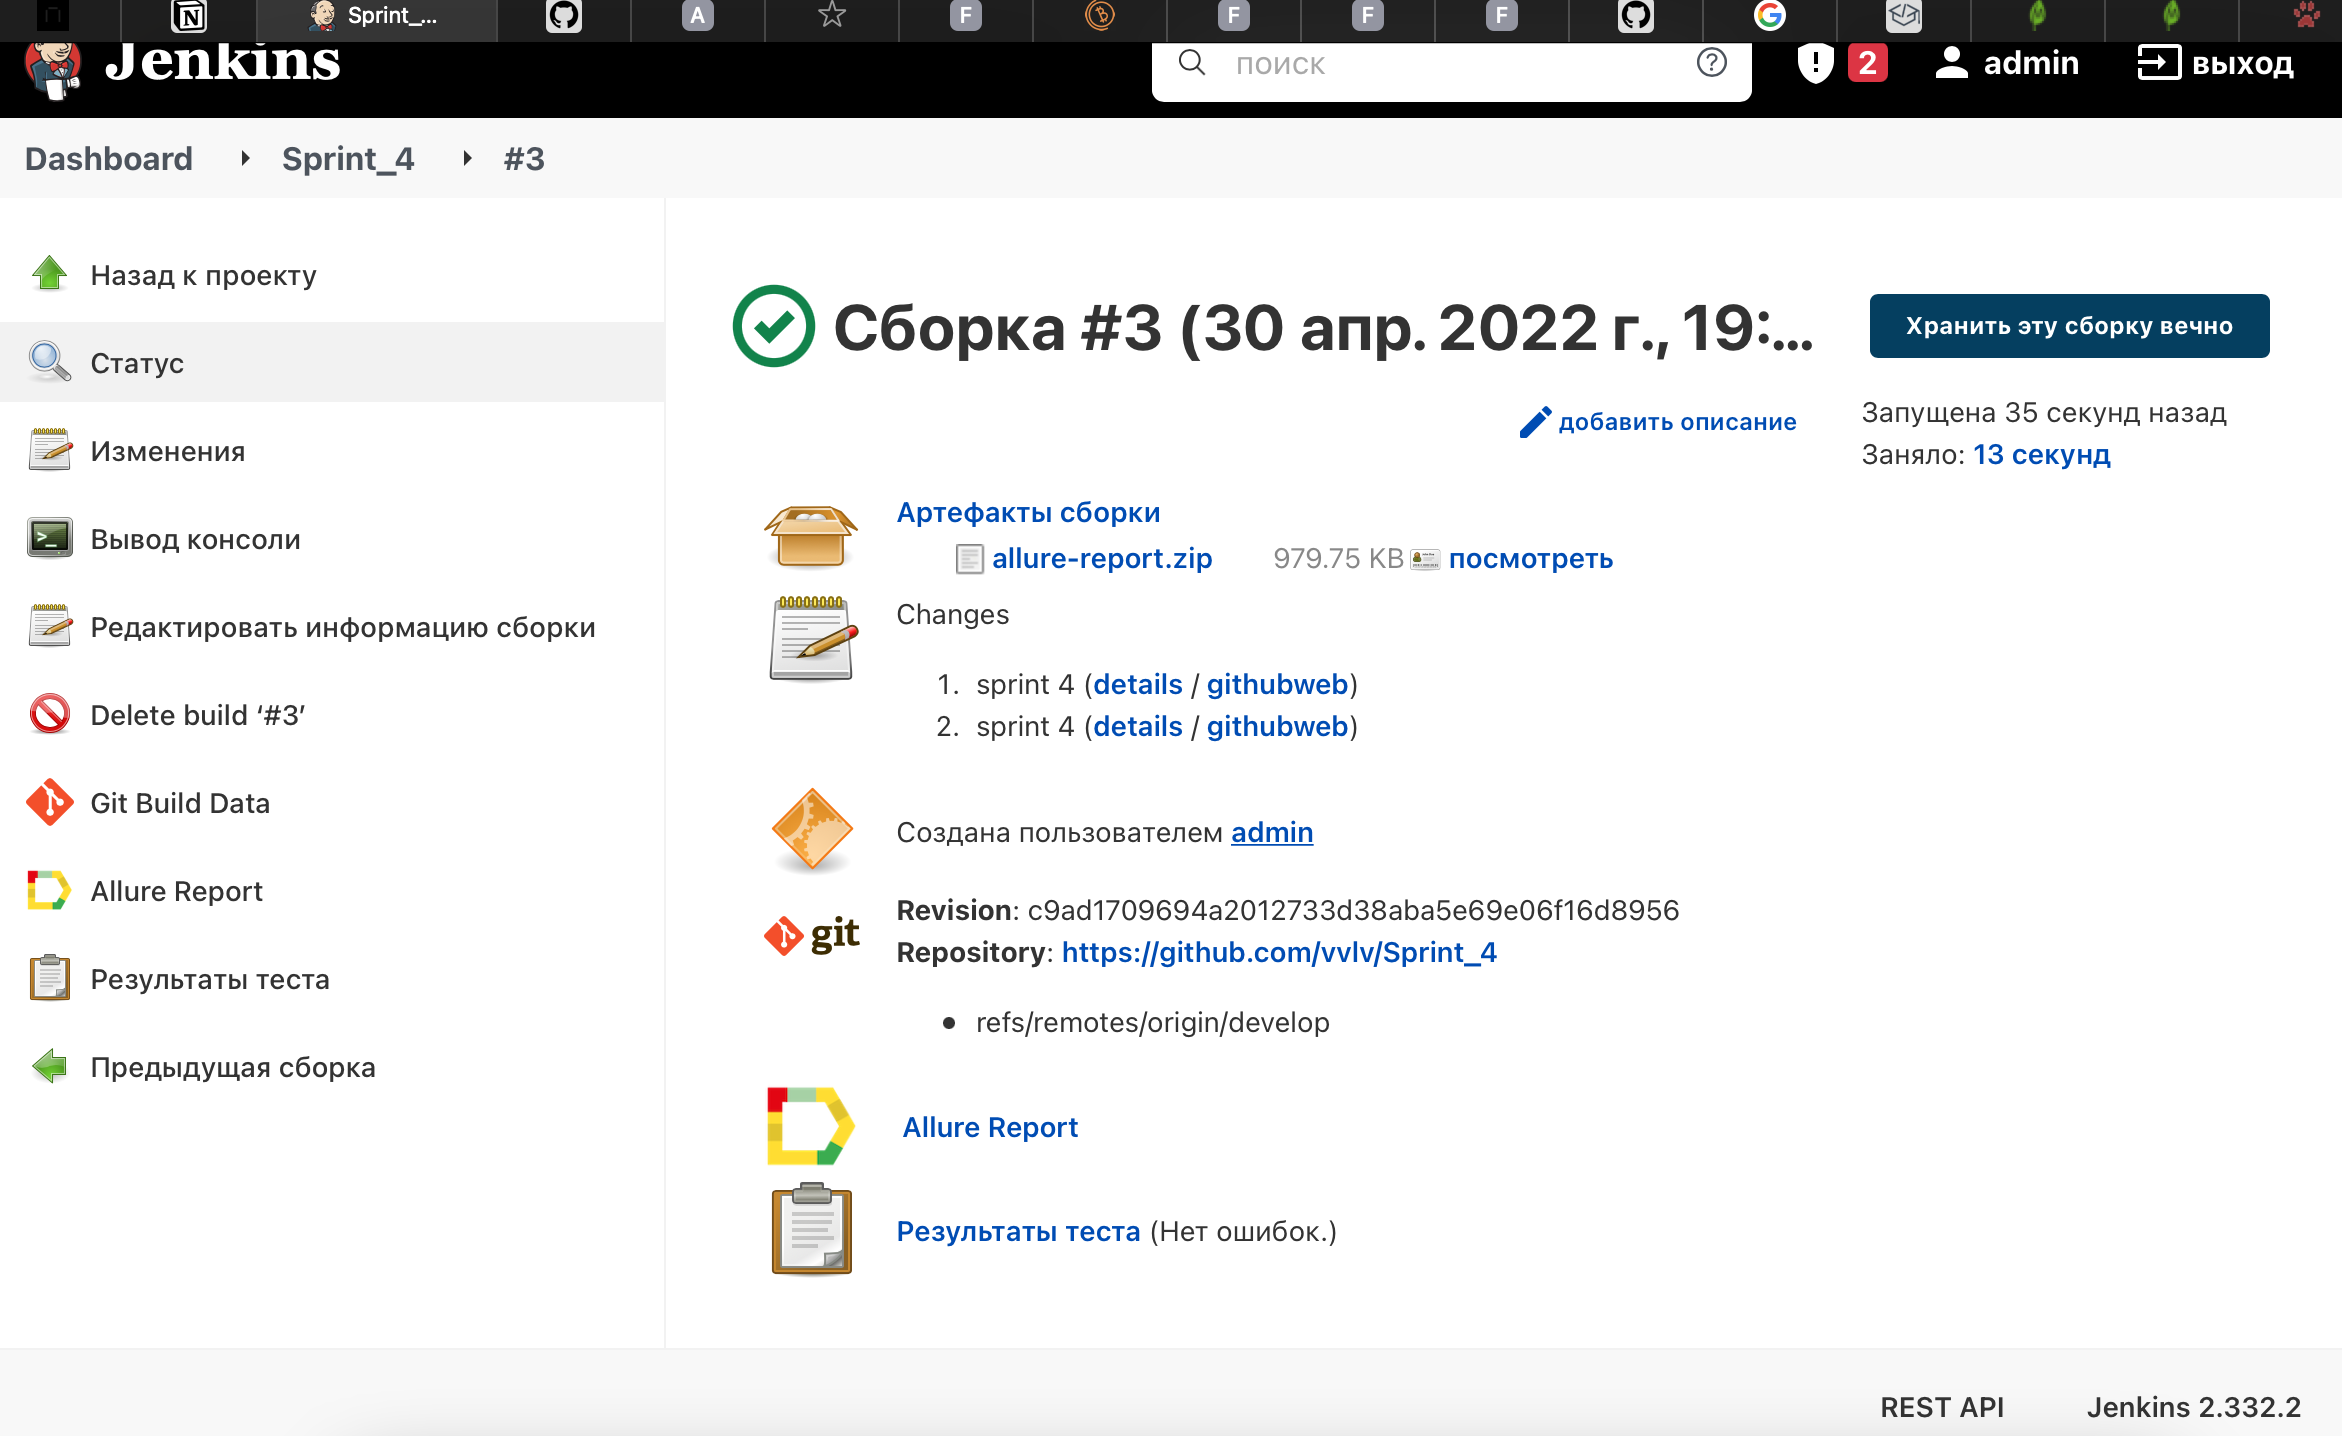 Sprint_...
A
F
F
F
F
Jenkins
поиск
2
admin
выход
Dashboard
Sprint_4
#3
Назад к проекту
Статус
Изменения
Вывод консоли
Редактировать информацию сборки
Delete build ‘#3’
Git Build Data
Allure Report
Результаты теста
Предыдущая сборка
Сборка #3 (30 апр. 2022 г., 19:...
Хранить эту сборку вечно
добавить описание
Запущена 35 секунд назад
Заняло: 13 секунд
Артефакты сборки
allure-report.zip 979.75 KB посмотреть
Changes
1. sprint 4 (details / githubweb)
2. sprint 4 (details / githubweb)
Создана пользователем admin
git
Revision: c9ad1709694a2012733d38aba5e69e06f16d8956
Repository: https://github.com/vvlv/Sprint_4
refs/remotes/origin/develop
Allure Report
Результаты теста (Нет ошибок.)
REST API
Jenkins 2.332.2